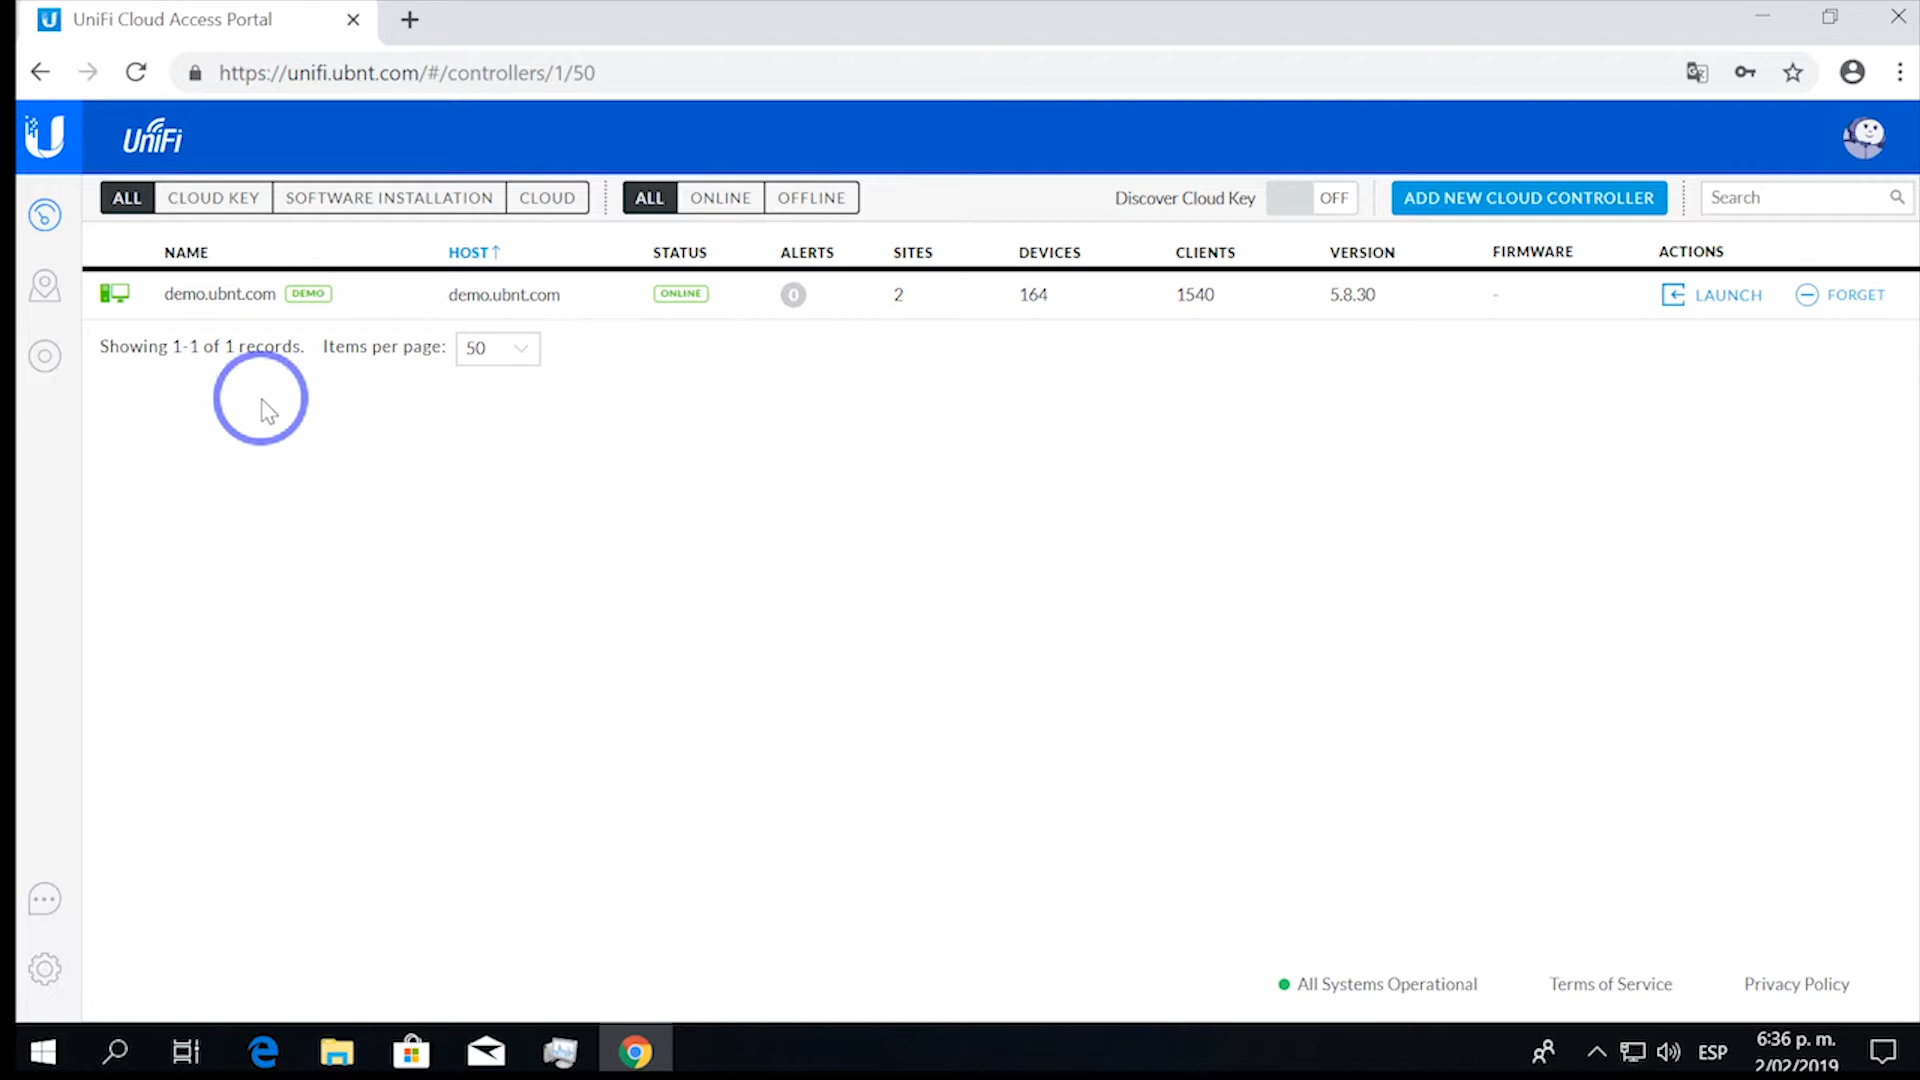 UniFi Cloud Access Portal
https://unifi.ubnt.com/#/controllers/1/50
UniFi
ALL CLOUD KEY SOFTWARE INSTALLATION CLOUD ALL ONLINE OFFLINE Discover Cloud Key OFF ADD NEW CLOUD CONTROLLER Search
NAME HOST↑ STATUS ALERTS SITES DEVICES CLIENTS VERSION FIRMWARE ACTIONS
demo.ubnt.com DEMO demo.ubnt.com ONLINE 0 2 164 1540 5.8.30 - LAUNCH FORGET
Showing 1-1 of 1 records. Items per page: 50
All Systems Operational Terms of Service Privacy Policy
ESP 6:36 p. m.
2/02/2019